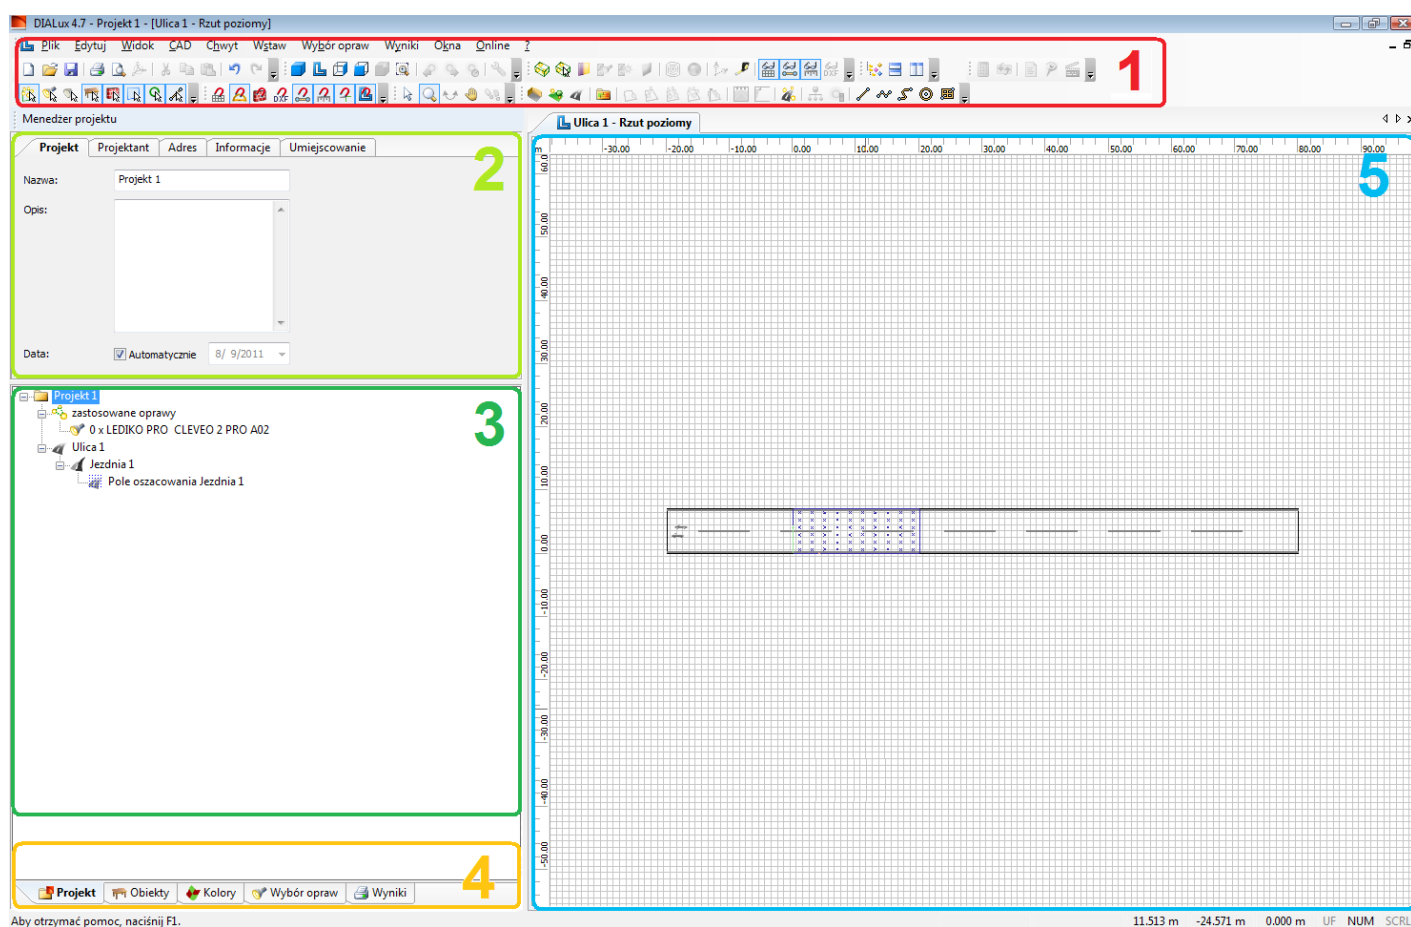 DIALux 4.7 - Projekt 1 - [Ulica 1 - Rzut poziomy]
Plik Edytuj Widok CAD Chwyt Wstaw Wybór opraw Wyniki Okna Online ?
1
Menedżer projektu
Ulica 1 - Rzut poziomy
Projekt Projektant Adres Informacje Umiejscowanie
2
Nazwa: Projekt 1
Opis:
Data: Automatycznie 8/ 9/2011
Projekt 1
3
zastosowane oprawy
0 x LEDIKO PRO CLEVEO 2 PRO A02
Ulica 1
Jezdnia 1
Pole oszacowania Jezdnia 1
4
Projekt Obiekty Kolory Wybór opraw Wyniki
m -30.00 -20.00 -10.00 0.00 10.00 20.00 30.00 40.00 50.00 60.00 70.00 80.00 90.00
5
60.0
50.00
40.00
30.00
20.00
10.00
0.00
-10.00
-20.00
-30.00
-40.00
-50.00
Aby otrzymać pomoc, naciśnij F1.
11.513 m -24.571 m 0.000 m UF NUM SCRL